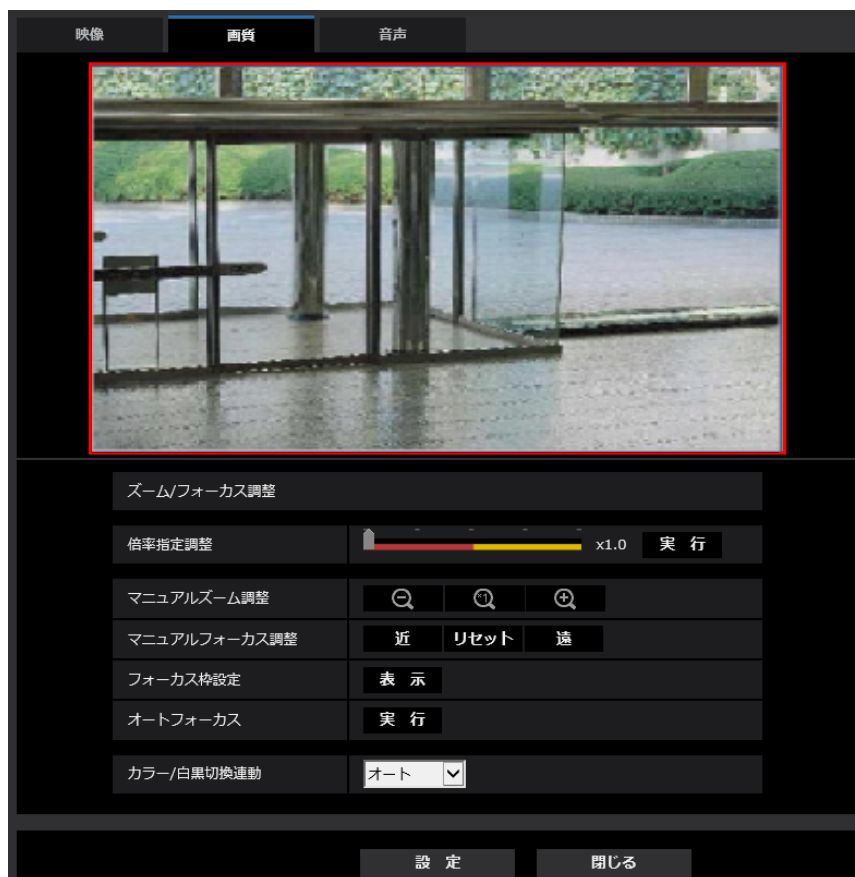 映像 画質 音声
ズーム/フォーカス調整
倍率指定調整 x1.0 実 行
マニュアルズーム調整 ×1
マニュアルフォーカス調整 近 リセット 遠
フォーカス枠設定 表 示
オートフォーカス 実 行
カラー/白黒切換連動 オート
設 定 閉じる